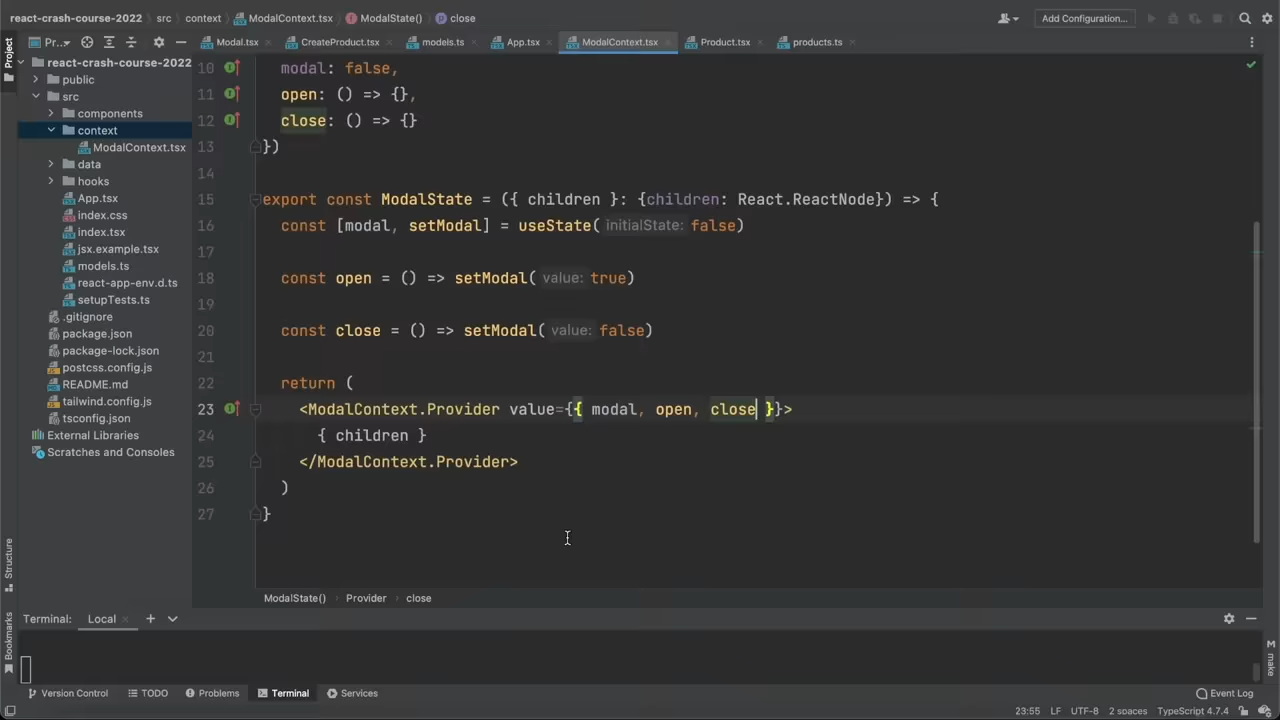 react-crash-course-2022 src context ModalContext.tsx ModalState() close
Add Configuration...
Project
Pr...
Modal.tsx CreateProduct.tsx models.ts App.tsx ModalContext.tsx Product.tsx products.ts
react-crash-course-2022
public
src
components
context
ModalContext.tsx
data
hooks
App.tsx
index.css
index.tsx
jsx.example.tsx
models.ts
react-app-env.d.ts
setupTests.ts
.gitignore
package.json
package-lock.json
postcss.config.js
README.md
tailwind.config.js
tsconfig.json
External Libraries
Scratches and Consoles
10 modal: false,
11 open: () => {},
12 close: () => {}
13 })
14
15 export const ModalState = ({ children }: {children: React.ReactNode}) => {
16 const [modal, setModal] = useState( initialState: false)
17
18 const open = () => setModal( value: true)
19
20 const close = () => setModal( value: false)
21
22 return (
23 <ModalContext.Provider value={{ modal, open, close }}>
24 { children }
25 </ModalContext.Provider>
26 )
27 }
ModalState() Provider close
Structure
Bookmarks
make
Terminal: Local
Version Control TODO Problems Terminal Services Event Log
23:55 LF UTF-8 2 spaces TypeScript 4.7.4